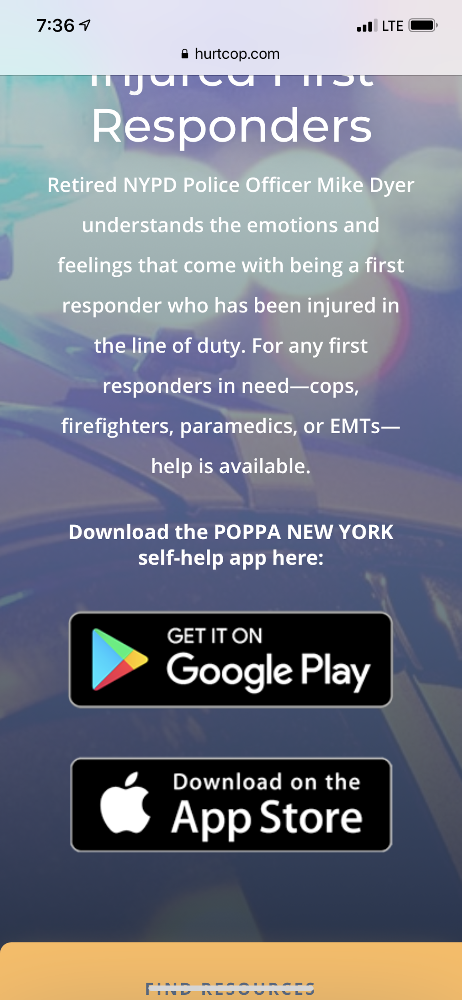 7:36
LTE
hurtcop.com
Injured First
Responders
Retired NYPD Police Officer Mike Dyer
understands the emotions and
feelings that come with being a first
responder who has been injured in
the line of duty. For any first
responders in need—cops,
firefighters, paramedics, or EMTs—
help is available.
Download the POPPA NEW YORK
self-help app here:
GET IT ON
Google Play
Download on the
App Store
FIND RESOURCES